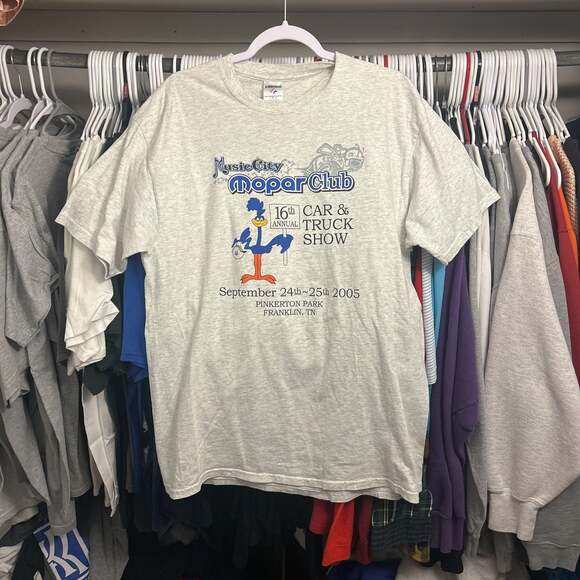 Music City
Mopar Club
16th
ANNUAL
CAR &
TRUCK
SHOW
September 24th~25th 2005
PINKERTON PARK
FRANKLIN, TN